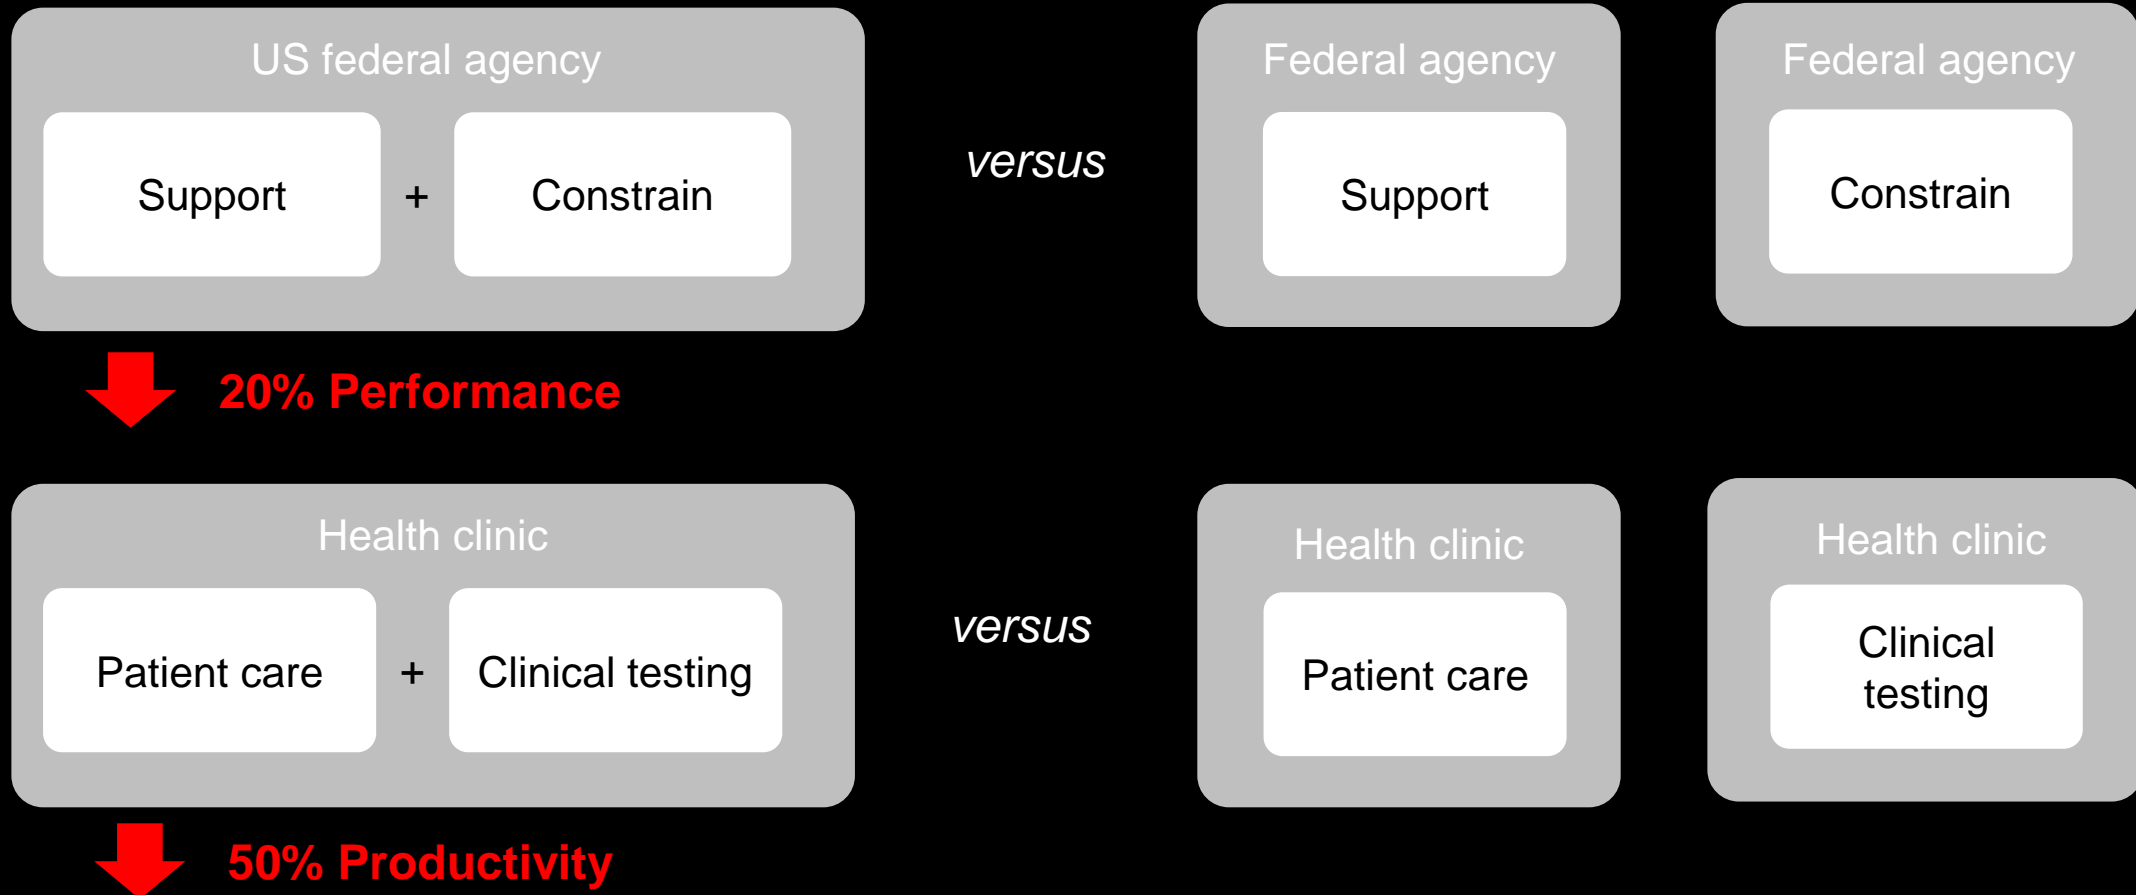 US federal agency
Support
+
Constrain
versus
Federal agency
Support
Federal agency
Constrain
20% Performance
Health clinic
Patient care
+
Clinical testing
versus
Health clinic
Patient care
Health clinic
Clinical
testing
50% Productivity